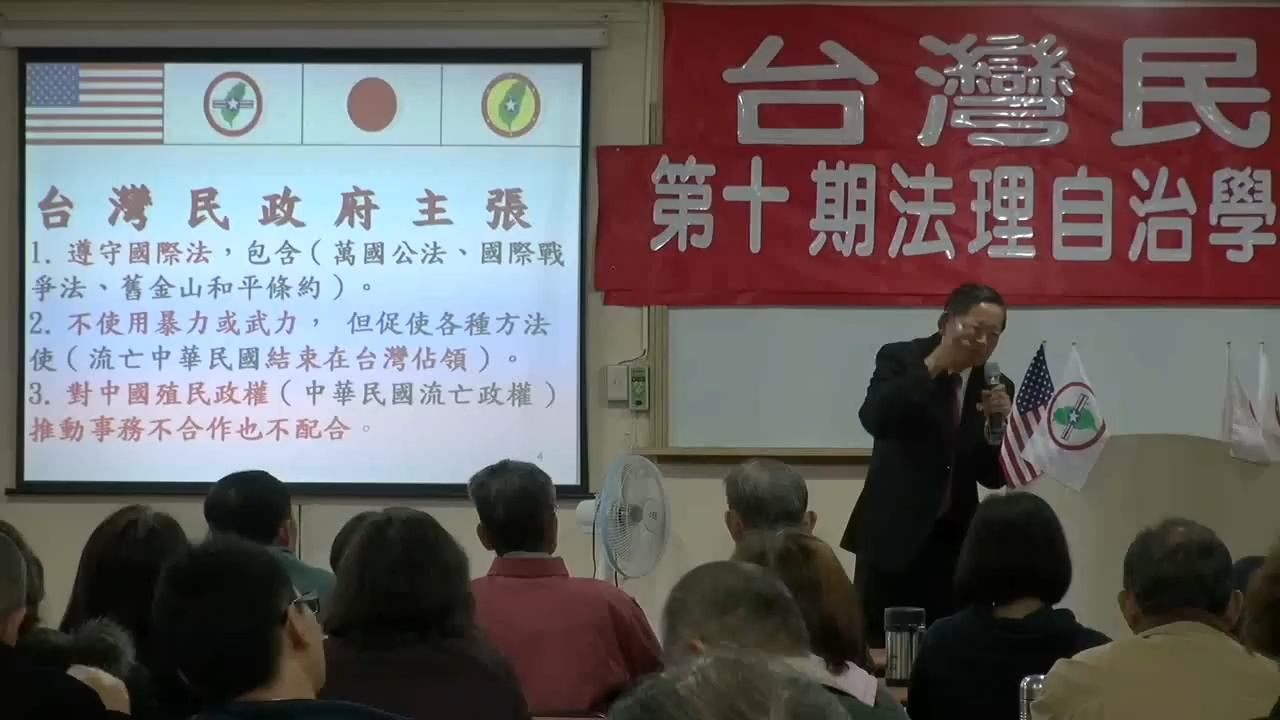 台灣民政府主張
1. 遵守國際法，包含（萬國公法、國際戰
爭法、舊金山和平條約）。
2. 不使用暴力或武力， 但促使各種方法
使（流亡中華民國結束在台灣佔領）。
3. 對中國殖民政權（中華民國流亡政權）
推動事務不合作也不配合。
4
台灣民
第十期法理自治學